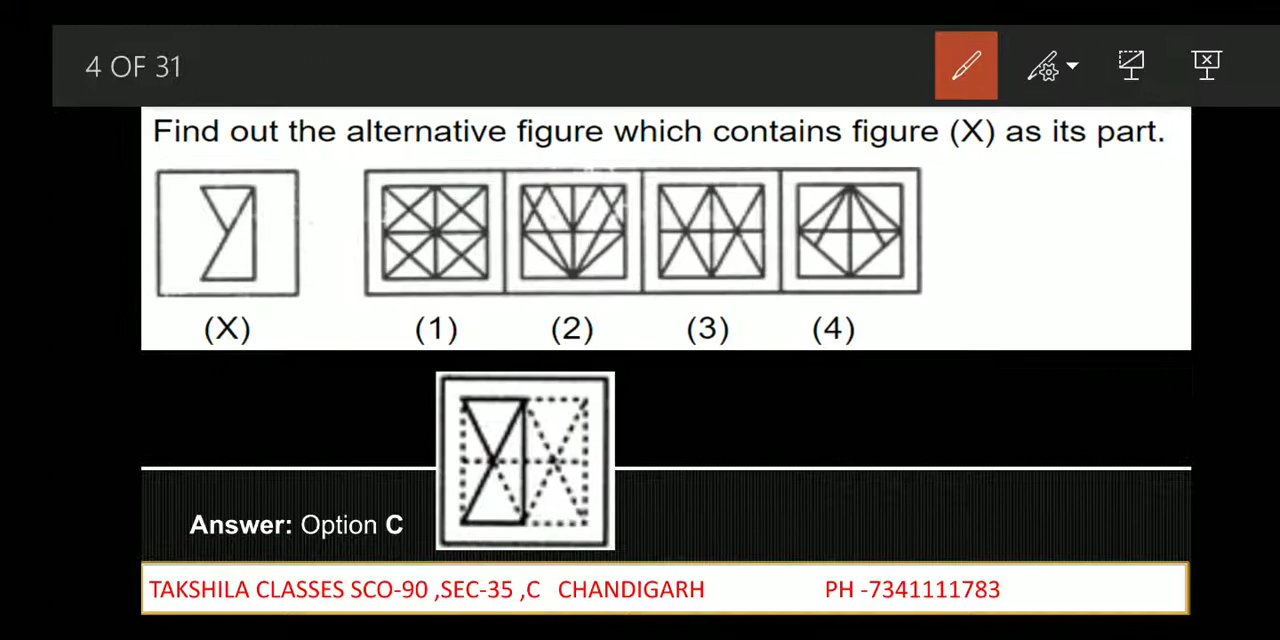 4 OF 31
Find out the alternative figure which contains figure (X) as its part.
(X) (1) (2) (3) (4)
Answer: Option C
TAKSHILA CLASSES SCO-90 ,SEC-35 ,C CHANDIGARH PH -7341111783